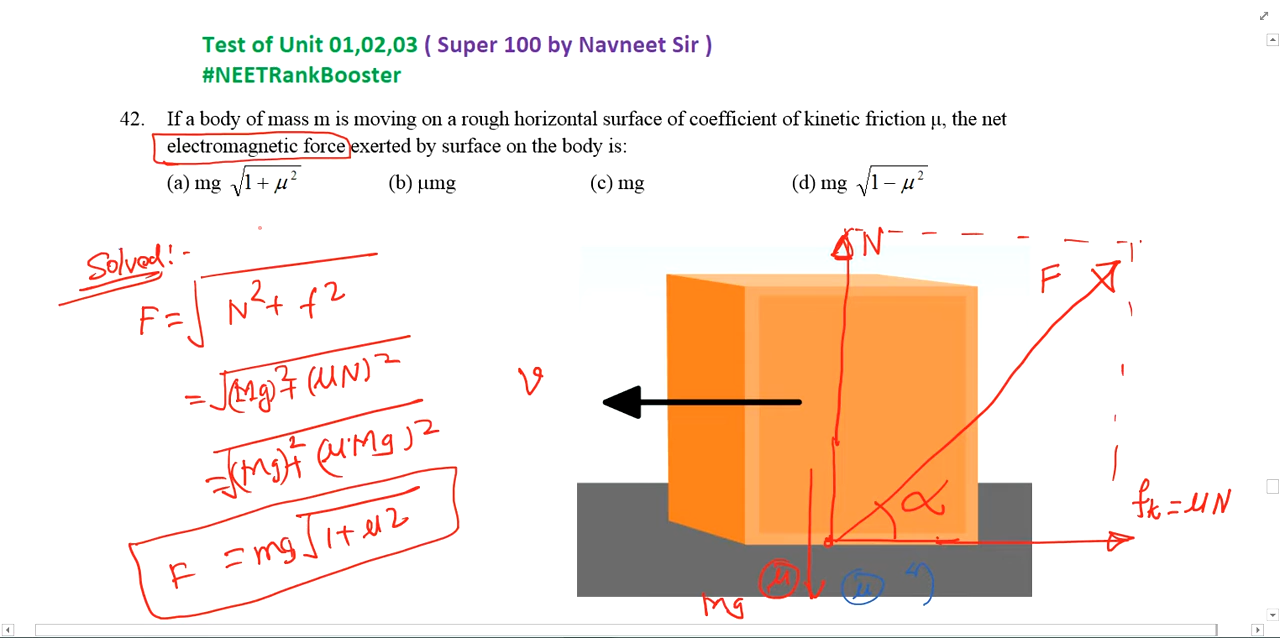 Test of Unit 01,02,03 ( Super 100 by Navneet Sir )
#NEETRankBooster
42. If a body of mass m is moving on a rough horizontal surface of coefficient of kinetic friction μ, the net
electromagnetic force exerted by surface on the body is:
(a) mg √1 + μ² (b) μmg (c) mg (d) mg √1 − μ²
Solved:-
F = √N² + f²
= √(Mg)² + (μN)²
= √(Mg)² + (μMg)²
F = mg√1+μ2
v
N
F
α
fk = μN
Mg
μ
μ